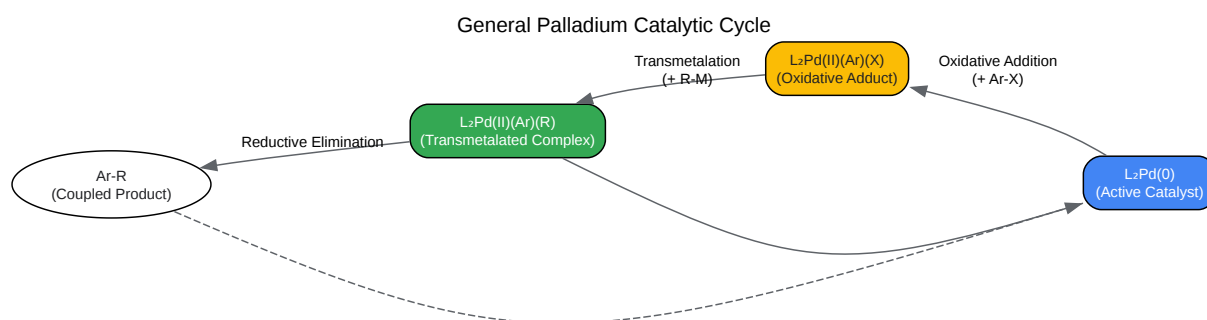 General Palladium Catalytic Cycle
Transmetalation
(+ R-M)
L₂Pd(II)(Ar)(X)
(Oxidative Adduct)
Oxidative Addition
(+ Ar-X)
L₂Pd(II)(Ar)(R)
(Transmetalated Complex)
Reductive Elimination
Ar-R
(Coupled Product)
L₂Pd(0)
(Active Catalyst)